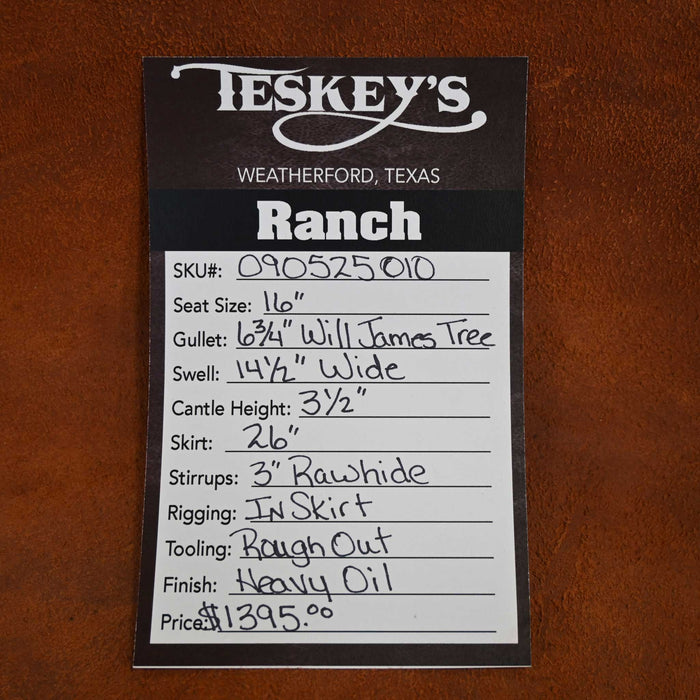 TESKEY'S
WEATHERFORD, TEXAS
Ranch
SKU#: 090525010
Seat Size: 16"
Gullet: 6¾" Will James Tree
Swell: 14½" Wide
Cantle Height: 3½"
Skirt: 26"
Stirrups: 3" Rawhide
Rigging: In Skirt
Tooling: Rough Out
Finish: Heavy Oil
Price: $1395.00